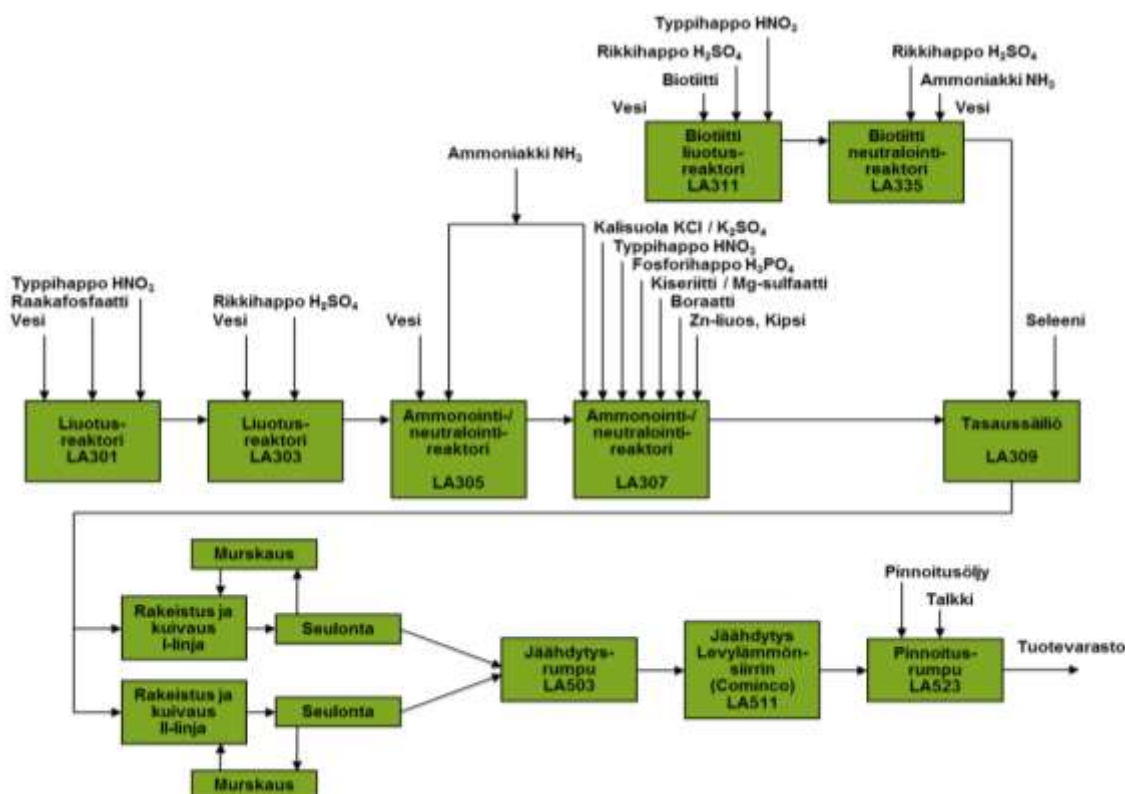 Typpihappo HNO₃
Rikkihappo H₂SO₄
Biotiitti
Vesi
Rikkihappo H₂SO₄
Ammoniakki NH₃
Vesi
Biotiitti
liuotus-
reaktori
LA311
Biotiitti
neutralointi-
reaktori
LA335
Ammoniakki NH₃
Kalisuola KCl / K₂SO₄
Typpihappo HNO₃
Fosforihappo H₃PO₄
Kiseriitti / Mg-sulfaatti
Boraatti
Zn-liuos, Kipsi
Typpihappo HNO₃
Raakafosfaatti
Vesi
Rikkihappo H₂SO₄
Vesi
Vesi
Seleeni
Liuotus-
reaktori
LA301
Liuotus-
reaktori
LA303
Ammonointi-/
neutralointi-
reaktori
LA305
Ammonointi-/
neutralointi-
reaktori
LA307
Tasaussäiliö
LA309
Murskaus
Rakeistus ja
kuivaus
I-linja
Seulonta
Rakeistus ja
kuivaus
II-linja
Seulonta
Murskaus
Jäähdytys-
rumpu
LA503
Jäähdytys
Levylämmön-
siirrin
(Cominco)
LA511
Pinnoitusöljy
Talkki
Pinnoitus-
rumpu
LA523
Tuotevarasto